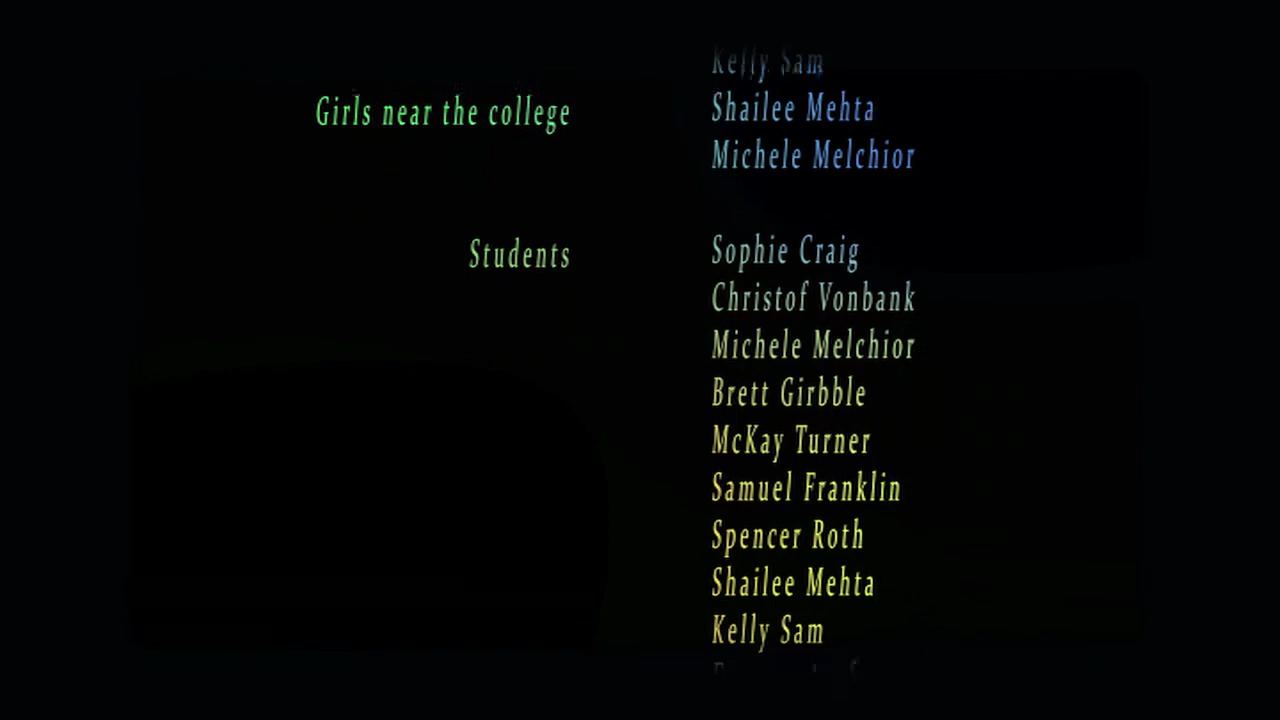 Kelly Sam
Girls near the college
Shailee Mehta
Michele Melchior
Students
Sophie Craig
Christof Vonbank
Michele Melchior
Brett Girbble
McKay Turner
Samuel Franklin
Spencer Roth
Shailee Mehta
Kelly Sam